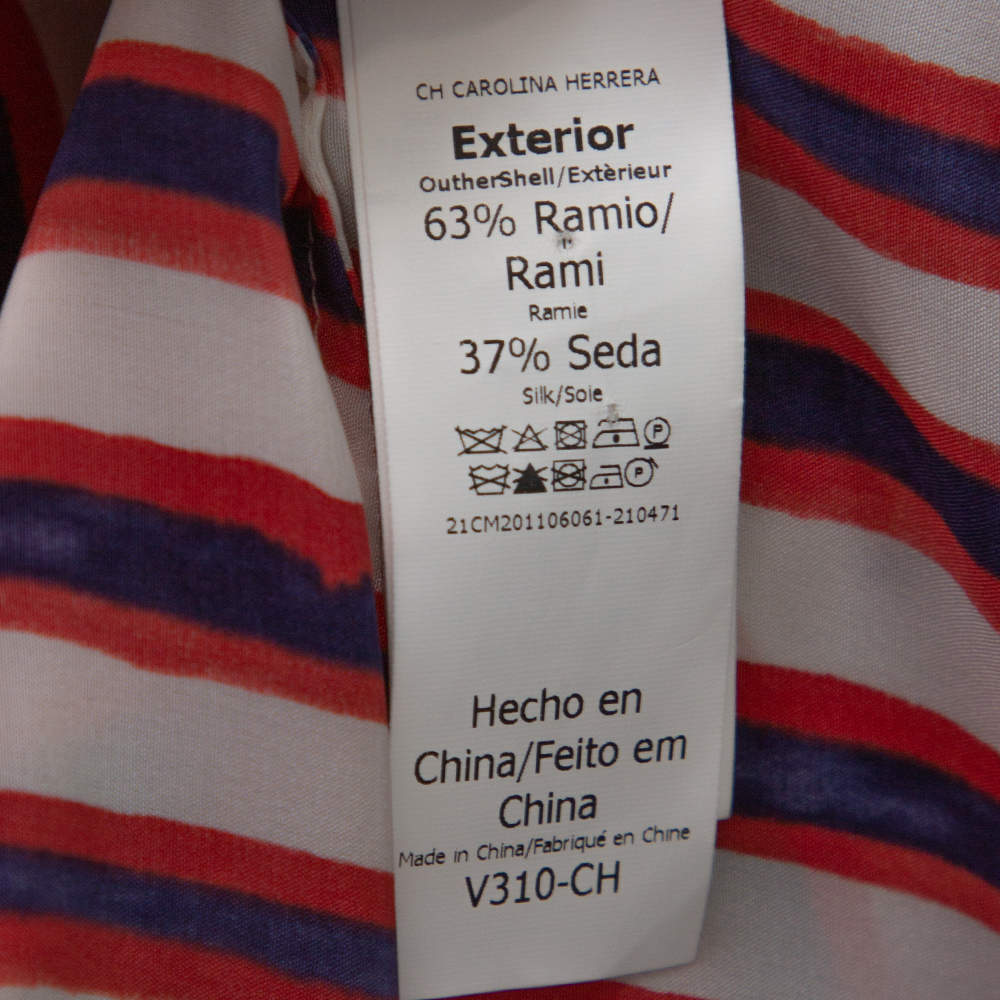 CH CAROLINA HERRERA
Exterior
OutherShell/Extèrieur
63% Ramio/
Rami
Ramie
37% Seda
Silk/Soie
P
P
21CM201106061-210471
Hecho en
China/Feito em
China
Made in China/Fabriqué en Chine
V310-CH